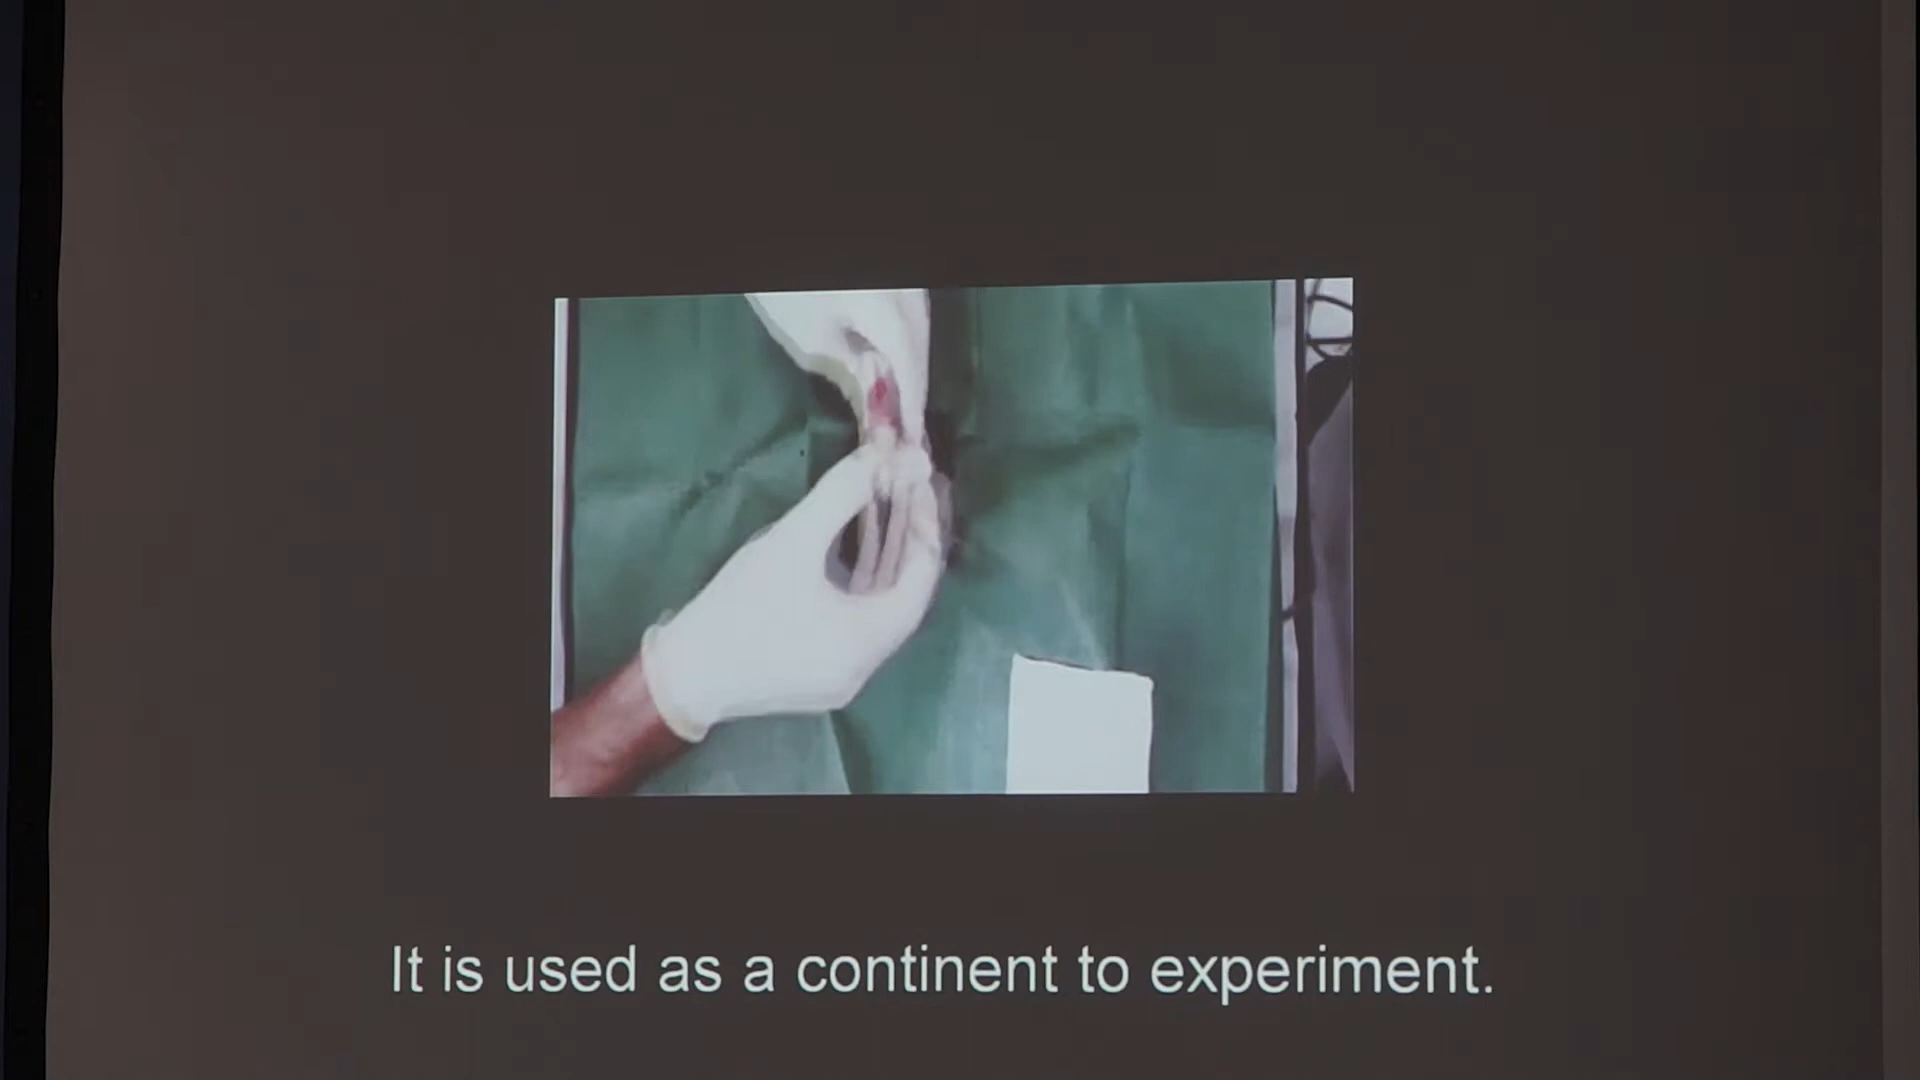 It is used as a continent to experiment.